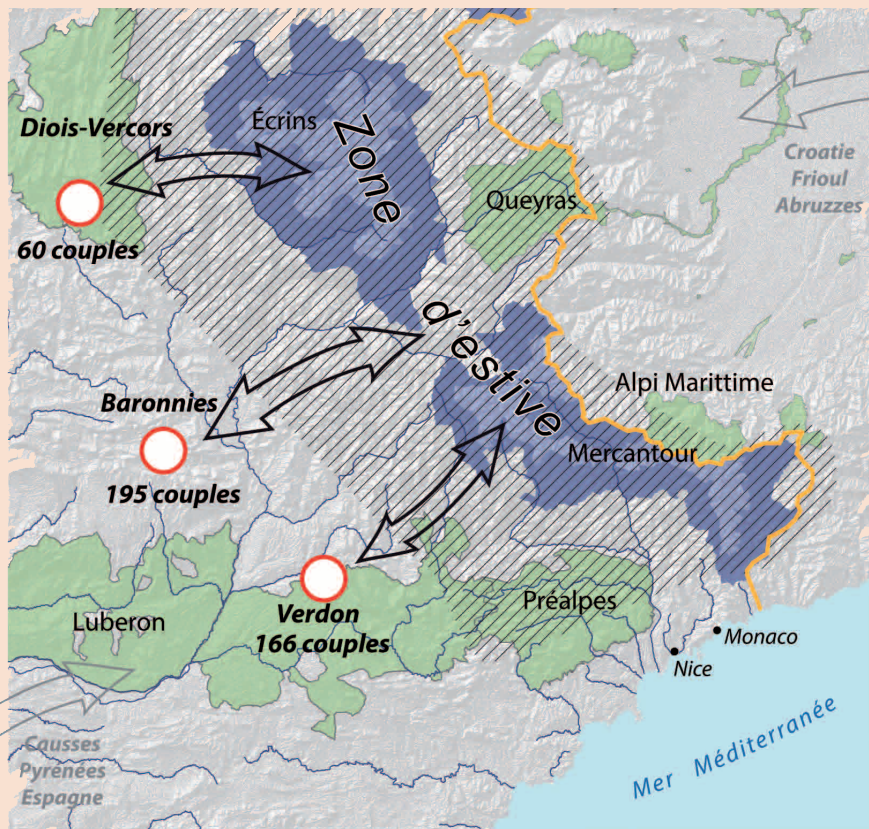 Diois-Vercors
60 couples
Écrins
Zone
d'estive
Queyras
Croatie
Frioul
Abruzzes
Baronnies
195 couples
Alpi Marittime
Mercantour
Verdon
166 couples
Luberon
Préalpes
Monaco
Nice
Causses
Pyrénées
Espagne
Mer Méditerranée